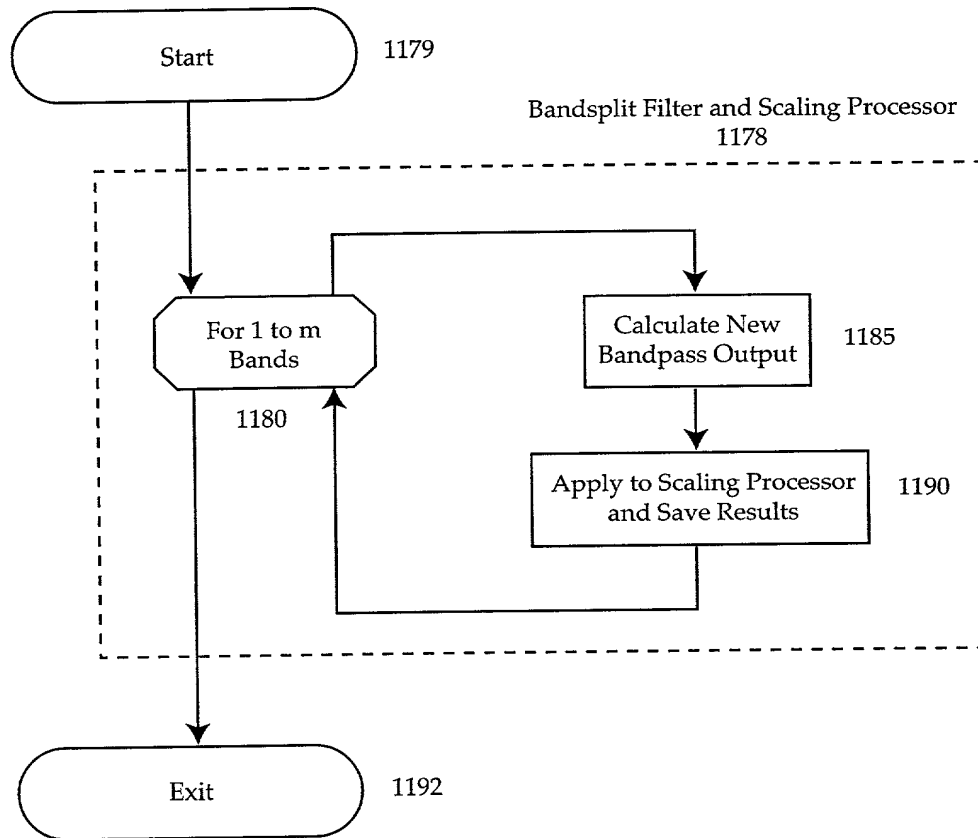 Start
1179
Bandsplit Filter and Scaling Processor
1178
For 1 to m
Bands
1180
Calculate New
Bandpass Output
1185
Apply to Scaling Processor
and Save Results
1190
Exit
1192